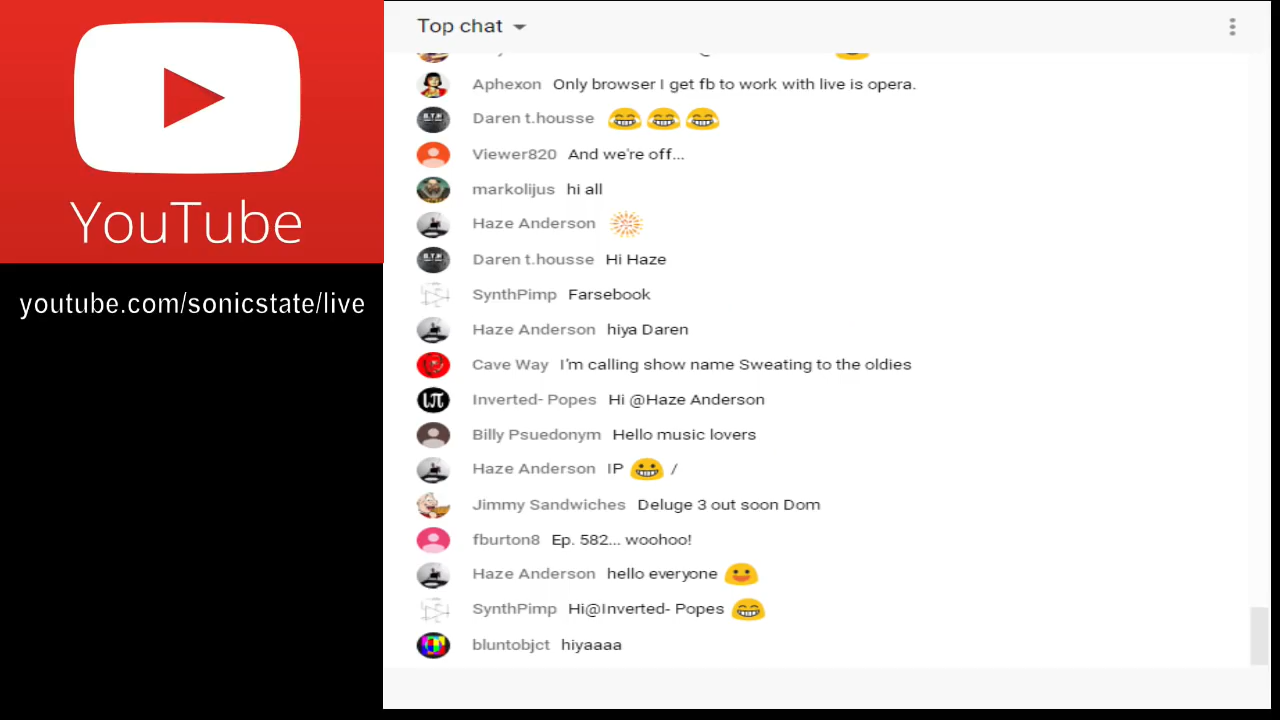 YouTube
youtube.com/sonicstate/live
Top chat
Aphexon Only browser I get fb to work with live is opera.
Daren t.housse 😂😂😂
Viewer820 And we're off...
markolijus hi all
Haze Anderson
Daren t.housse Hi Haze
SynthPimp Farsebook
Haze Anderson hiya Daren
Cave Way I'm calling show name Sweating to the oldies
Inverted- Popes Hi @Haze Anderson
Billy Psuedonym Hello music lovers
Haze Anderson IP 😀 /
Jimmy Sandwiches Deluge 3 out soon Dom
fburton8 Ep. 582... woohoo!
Haze Anderson hello everyone 😃
SynthPimp Hi@Inverted- Popes 😁
bluntobjct hiyaaaa